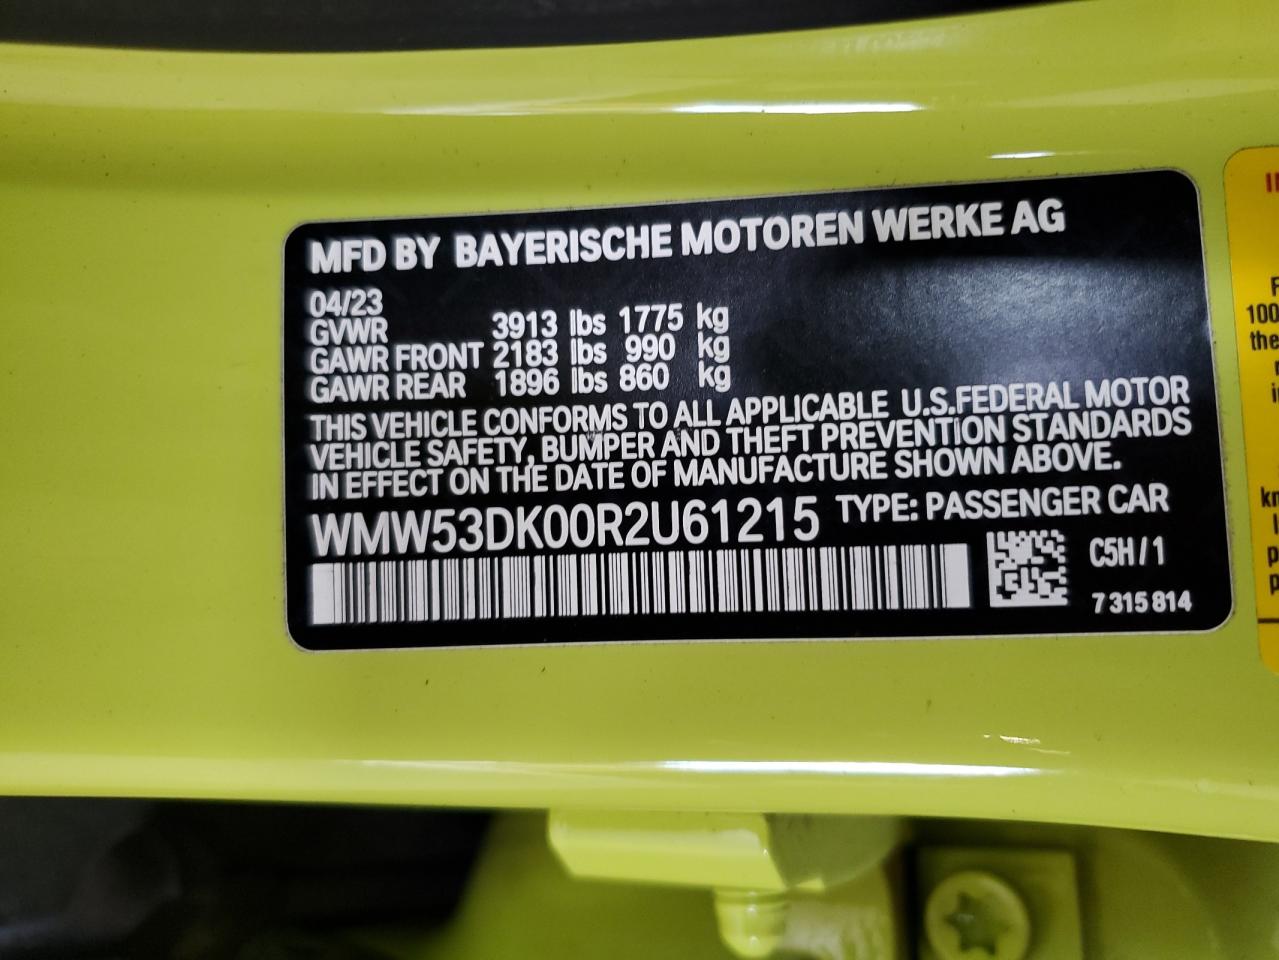 MFD BY BAYERISCHE MOTOREN WERKE AG
04/23
GVWR 3913 lbs 1775 kg
GAWR FRONT 2183 lbs 990 kg
GAWR REAR 1896 lbs 860 kg
THIS VEHICLE CONFORMS TO ALL APPLICABLE U.S.FEDERAL MOTOR
VEHICLE SAFETY, BUMPER AND THEFT PREVENTION STANDARDS
IN EFFECT ON THE DATE OF MANUFACTURE SHOWN ABOVE.
WMW53DK00R2U61215 TYPE: PASSENGER CAR
C5H/1
7 315 814
100
the